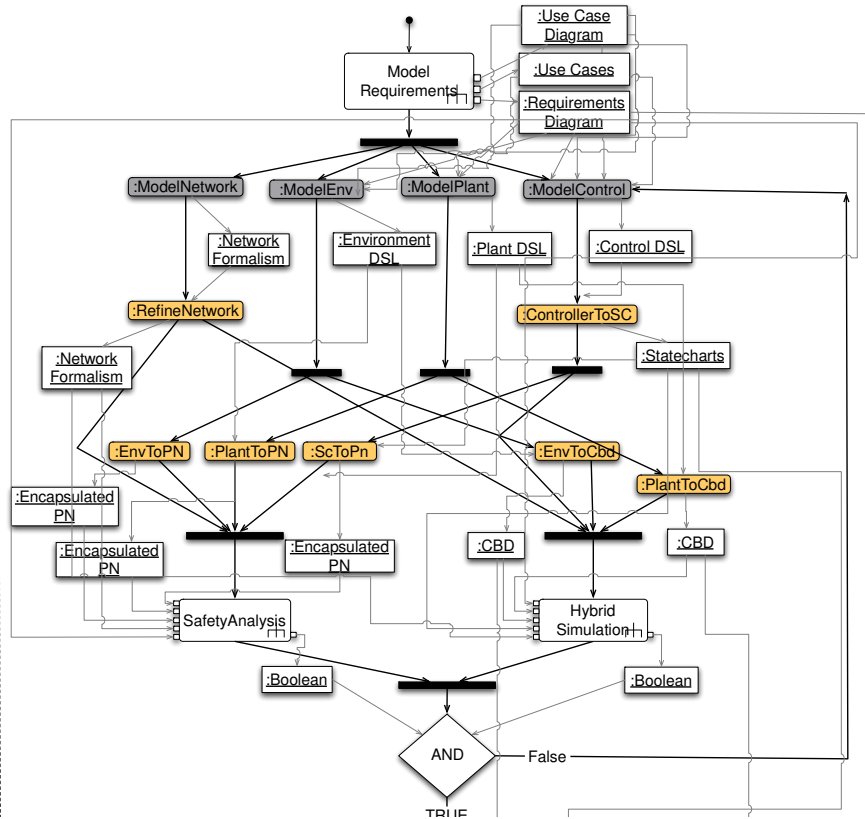 :Use Case
Diagram
:Use Cases
Model
Requirements
:Requirements
Diagram
:ModelNetwork
:ModelEnv
:ModelPlant
:ModelControl
:Network
Formalism
:Environment
DSL
:Plant DSL
:Control DSL
:RefineNetwork
:ControllerToSC
:Network
Formalism
:Statecharts
:EnvToPN
:PlantToPN
:ScToPn
:EnvToCbd
:PlantToCbd
:Encapsulated
PN
:Encapsulated
PN
:Encapsulated
PN
:CBD
:CBD
SafetyAnalysis
Hybrid
Simulation
:Boolean
:Boolean
AND
False
TRUE